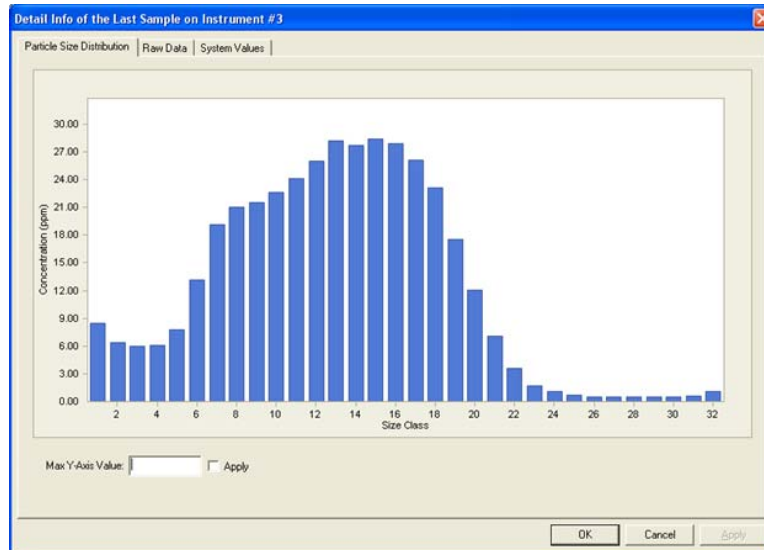 Detail Info of the Last Sample on Instrument #3
Particle Size Distribution Raw Data System Values
30.00
27.00
24.00
21.00
18.00
15.00
12.00
9.00
6.00
3.00
0.00
Concentration (ppm)
2 4 6 8 10 12 14 16 18 20 22 24 26 28 30 32
Size Class
Max Y-Axis Value: Apply
OK Cancel Apply